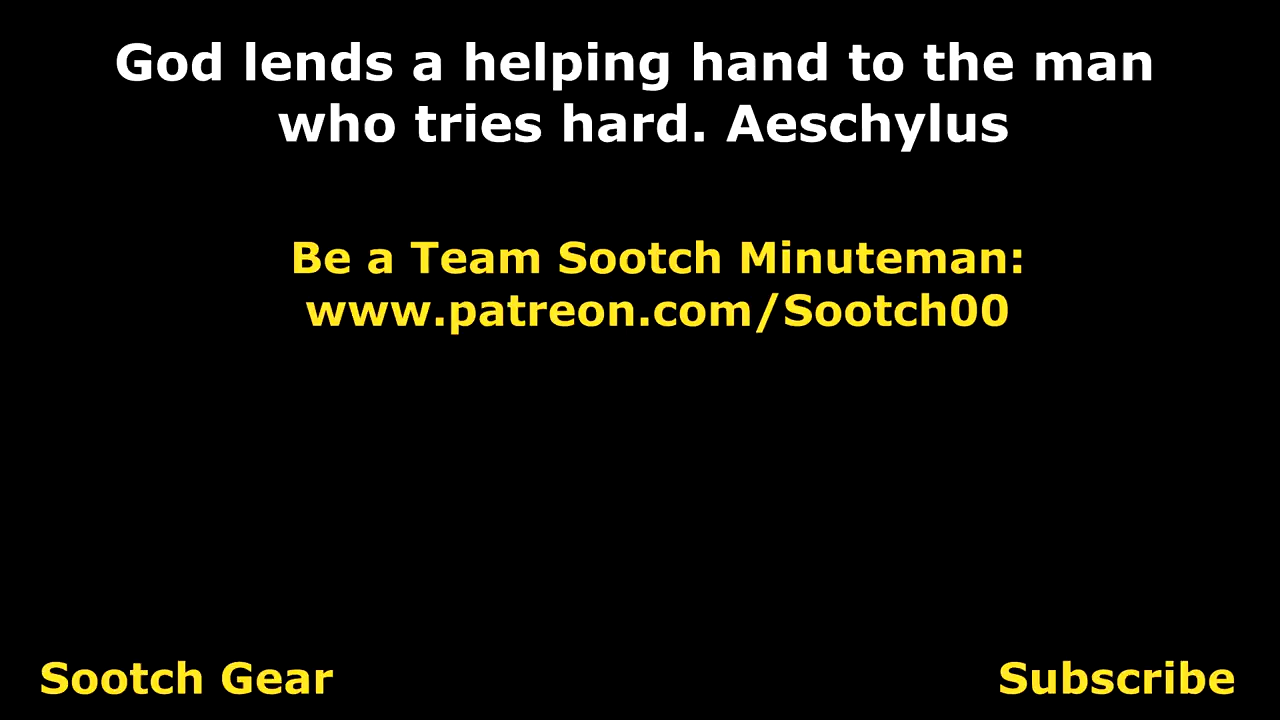 God lends a helping hand to the man
who tries hard. Aeschylus
Be a Team Sootch Minuteman:
www.patreon.com/Sootch00
Sootch Gear
Subscribe